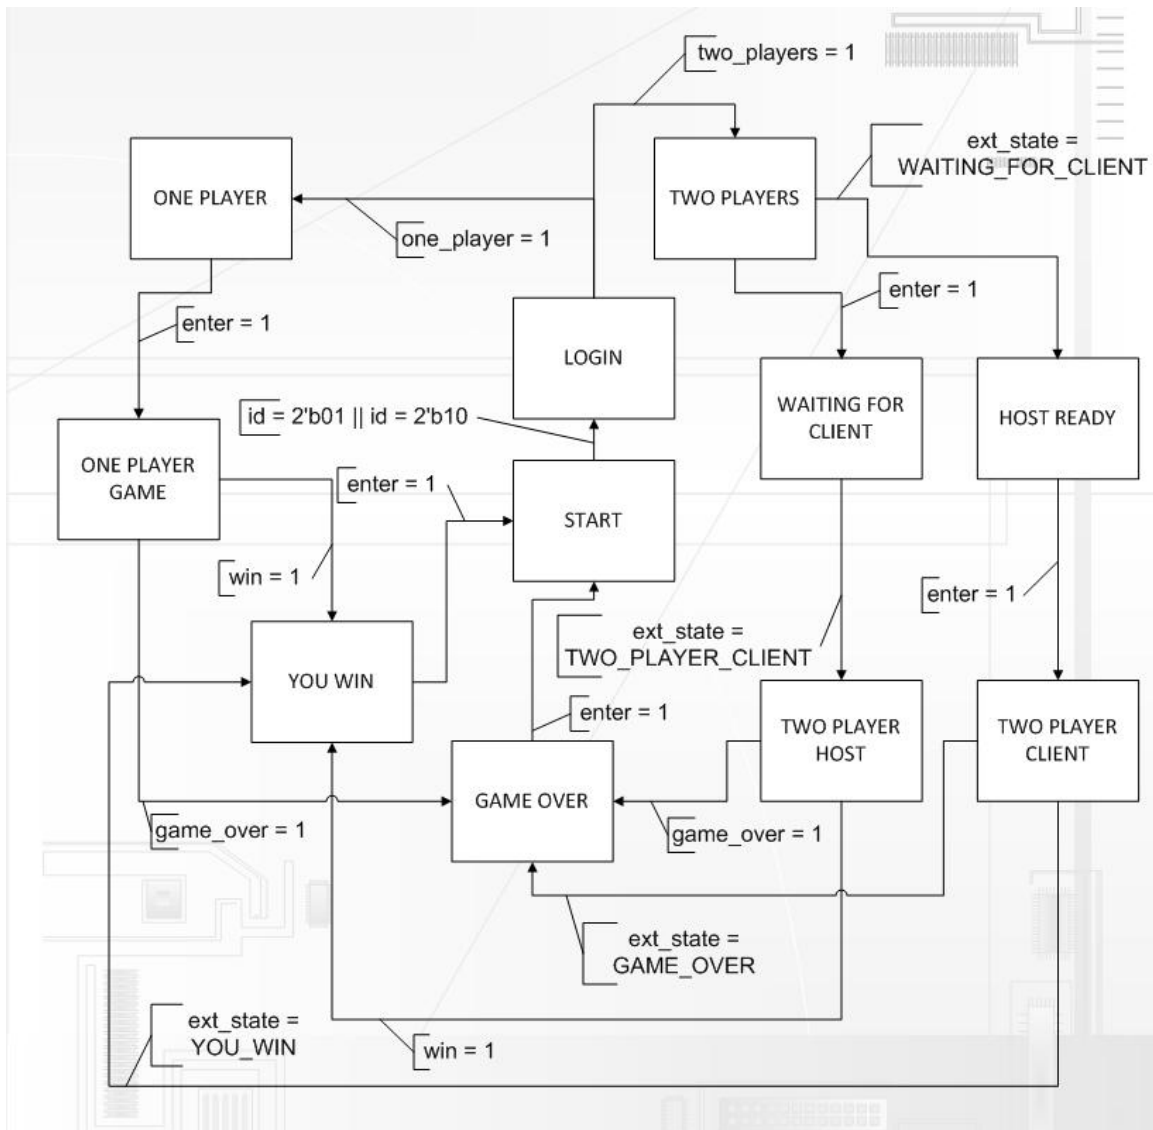 two_players = 1
ext_state =
WAITING_FOR_CLIENT
ONE PLAYER
TWO PLAYERS
one_player = 1
enter = 1
enter = 1
LOGIN
WAITING FOR
CLIENT
HOST READY
id = 2'b01 || id = 2'b10
ONE PLAYER
GAME
enter = 1
START
win = 1
enter = 1
ext_state =
TWO_PLAYER_CLIENT
YOU WIN
enter = 1
TWO PLAYER
HOST
TWO PLAYER
CLIENT
GAME OVER
game_over = 1
game_over = 1
ext_state =
GAME_OVER
ext_state =
YOU_WIN
win = 1